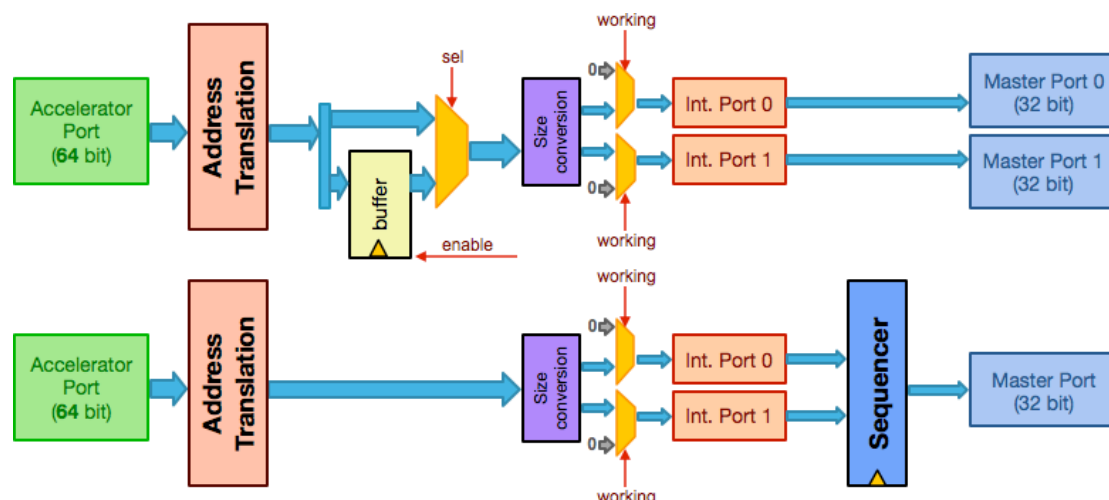 working
sel
0
Accelerator
Port
(64 bit)
Address
Translation
buffer
enable
Size
conversion
Int. Port 0
Int. Port 1
0
working
Master Port 0
(32 bit)
Master Port 1
(32 bit)
working
0
Accelerator
Port
(64 bit)
Address
Translation
Size
conversion
Int. Port 0
Int. Port 1
0
working
Sequencer
Master Port
(32 bit)